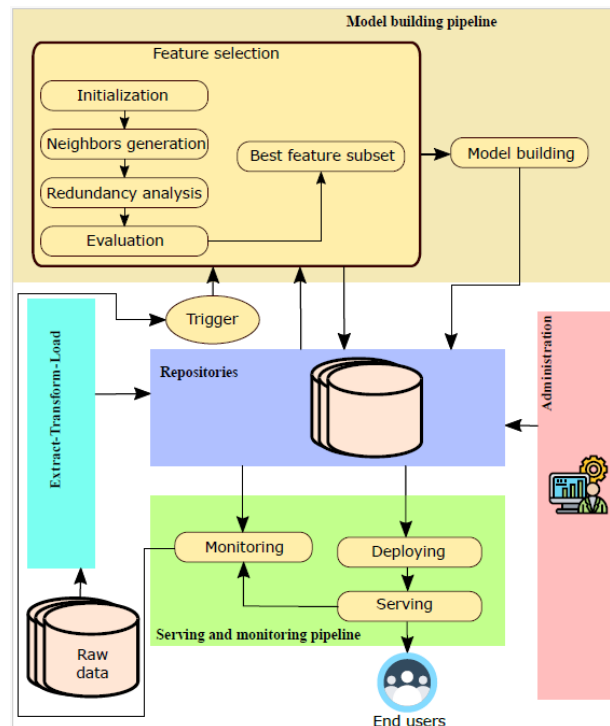 Model building pipeline
Feature selection
Initialization
Neighbors generation
Redundancy analysis
Evaluation
Best feature subset
Model building
Trigger
Extract-Transform-Load
Repositories
Administration
Monitoring
Deploying
Serving
Serving and monitoring pipeline
Raw
data
End users